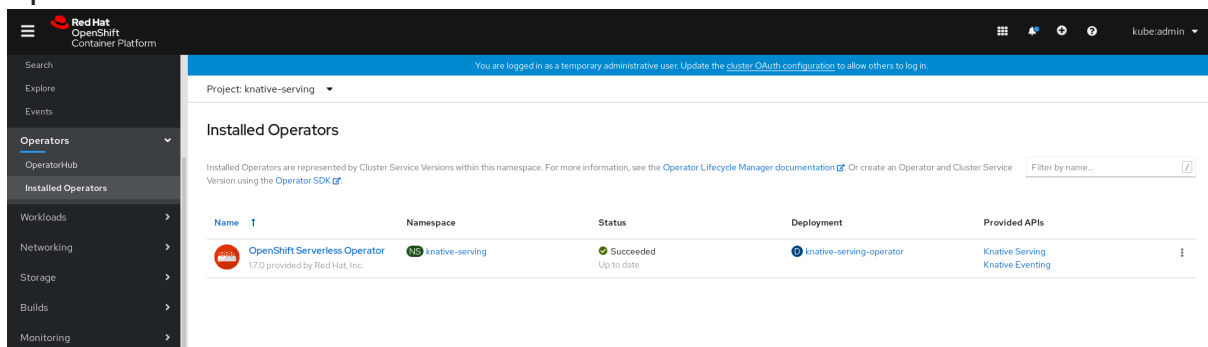 Red Hat
OpenShift
Container Platform
kube:admin
Search
Explore
Events
Operators
OperatorHub
Installed Operators
Workloads
Networking
Storage
Builds
Monitoring
You are logged in as a temporary administrative user. Update the cluster OAuth configuration to allow others to log in.
Project: knative-serving
Installed Operators
Installed Operators are represented by Cluster Service Versions within this namespace. For more information, see the Operator Lifecycle Manager documentation. Or create an Operator and Cluster Service
Version using the Operator SDK.
Filter by name...
/
Name Namespace Status Deployment Provided APIs
OpenShift Serverless Operator NS knative-serving Succeeded D knative-serving-operator Knative Serving
1.7.0 provided by Red Hat, Inc. Up to date Knative Eventing